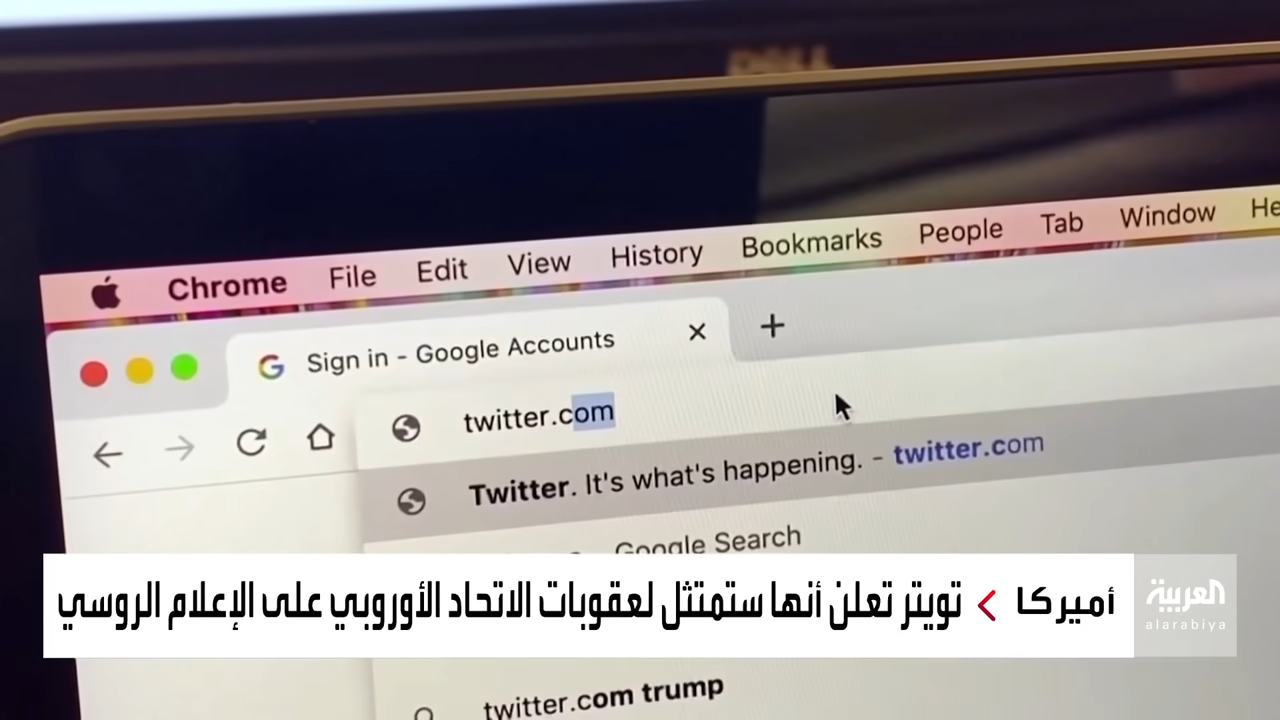 DELL
Chrome File Edit View History Bookmarks People Tab Window He
Sign in - Google Accounts
twitter.com
Twitter. It's what's happening. - twitter.com
Google Search
أميركا > تويتر تعلن أنها ستمتثل لعقوبات الاتحاد الأوروبي على الإعلام الروسي
العربية
alarabiya
twitter.com trump